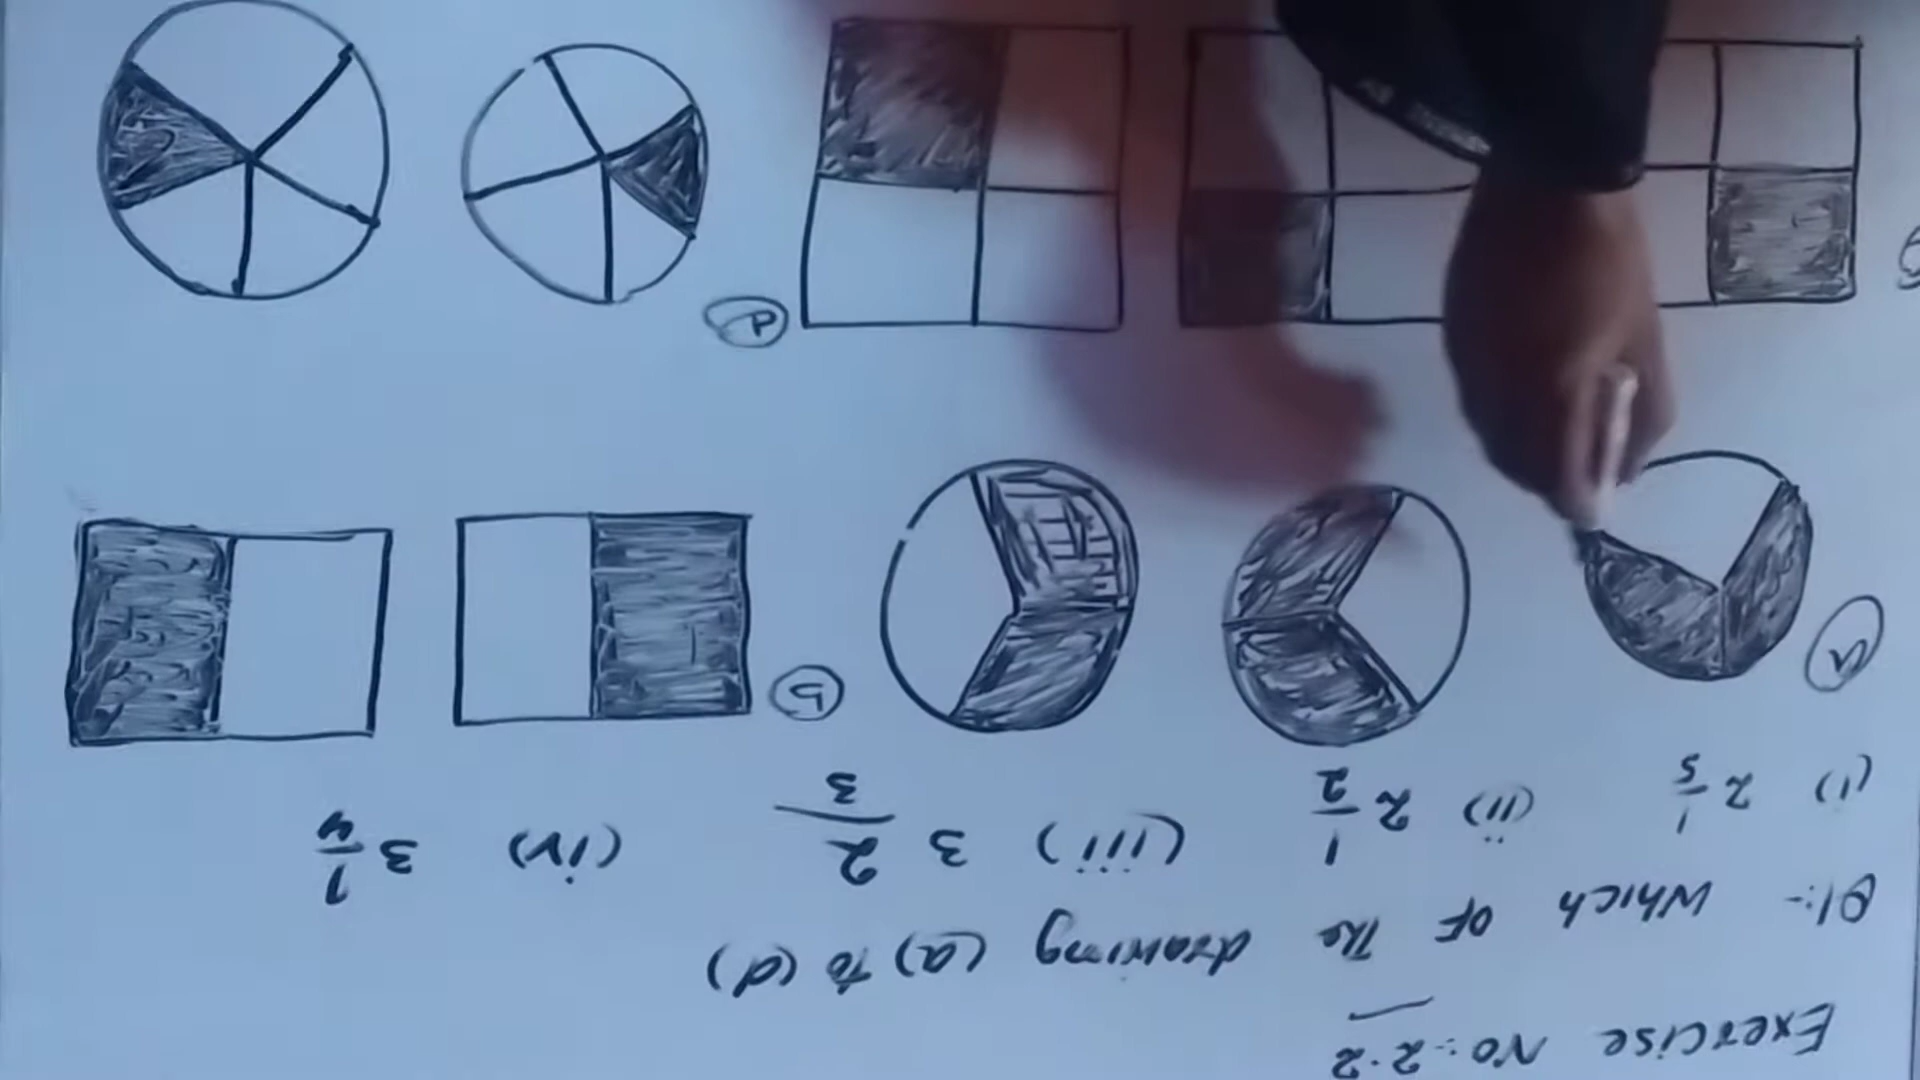 Exercise No:- 2.2
Q1:- Which of the drawing (a) to (d)
(i) 2 1/5 (ii) 2 1/2 (iii) 3 2/3 (iv) 3 1/4
a
b
d